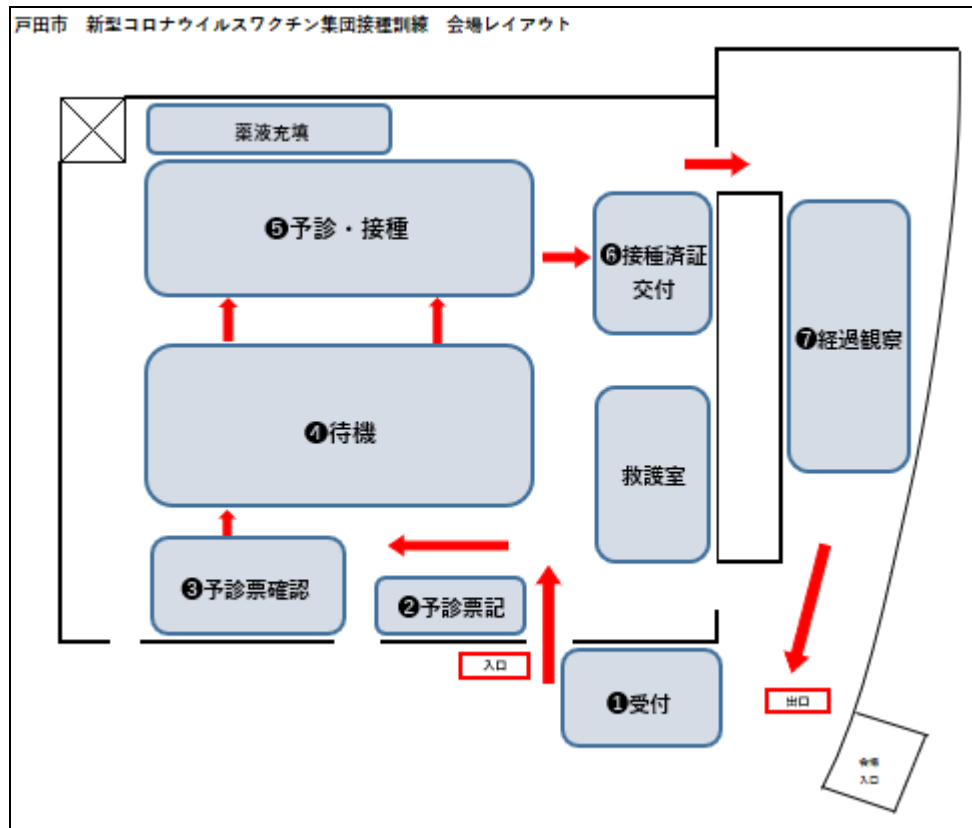 戸田市 新型コロナウイルスワクチン集団接種訓練 会場レイアウト
薬液充填
❺予診・接種
❻接種済証
交付
❼経過観察
❹待機
救護室
❸予診票確認
❷予診票記
入口
❶受付
出口
会場
入口